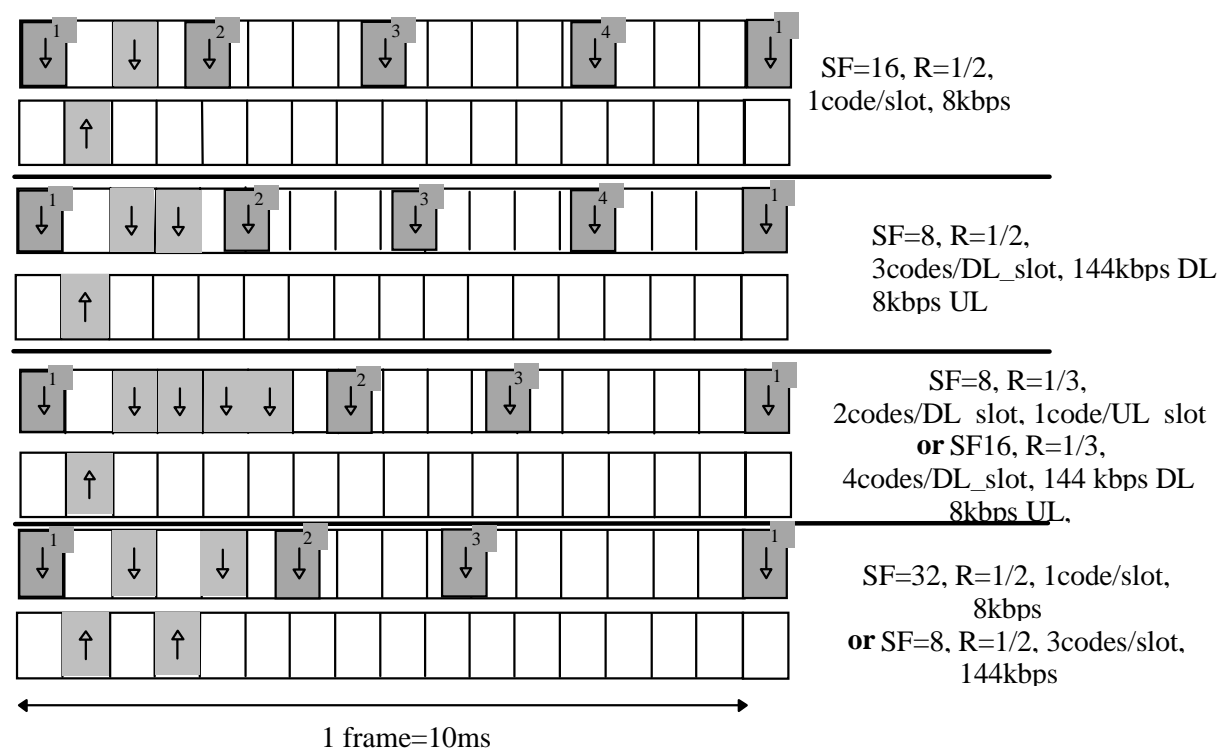 1 2 3 4 1
SF=16, R=1/2,
1code/slot, 8kbps
1 2 3 4 1
SF=8, R=1/2,
3codes/DL_slot, 144kbps DL
8kbps UL
1 2 3 1
SF=8, R=1/3,
2codes/DL slot, 1code/UL slot
or SF16, R=1/3,
4codes/DL_slot, 144 kbps DL
8kbps UL,
1 2 3 1
SF=32, R=1/2, 1code/slot,
8kbps
or SF=8, R=1/2, 3codes/slot,
144kbps
1 frame=10ms